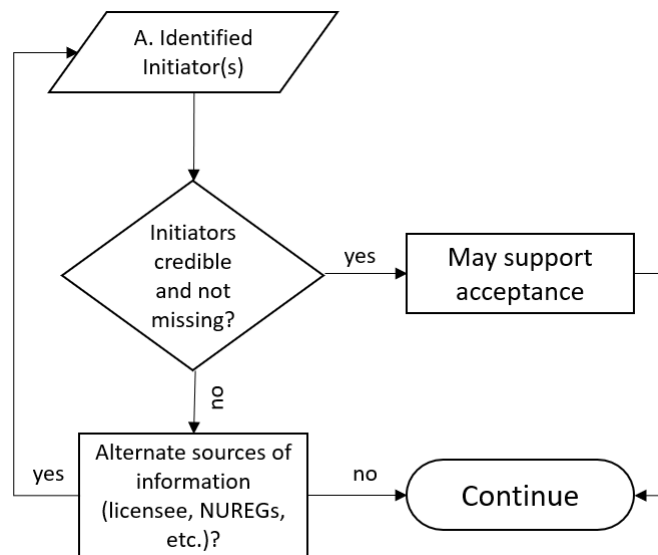 A. Identified
Initiator(s)
Initiators
credible
and not
missing?
yes
May support
acceptance
no
Alternate sources of
information
(licensee, NUREGs,
etc.)?
yes
no
Continue